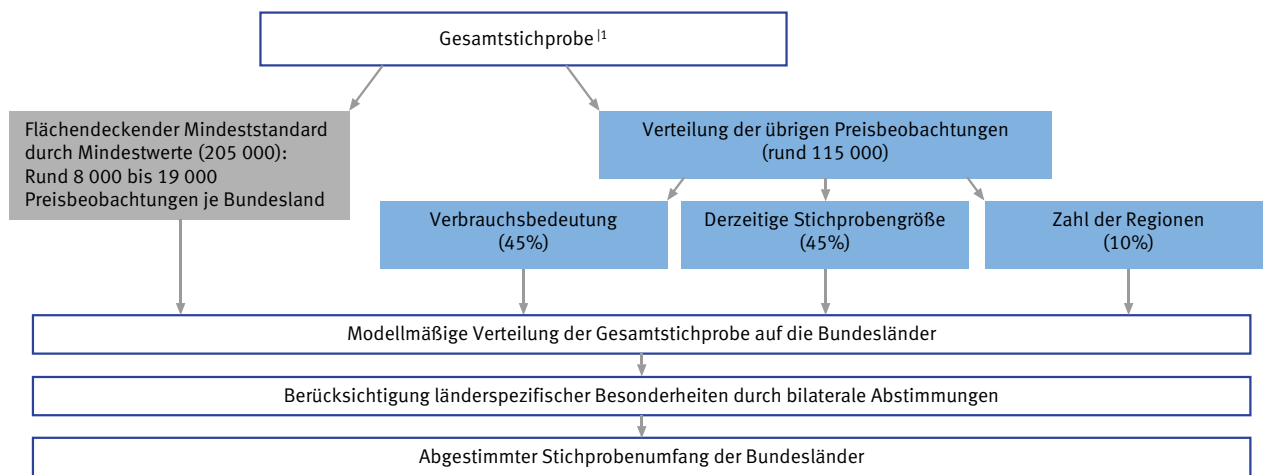 Gesamtstichprobe |1
Flächendeckender Mindeststandard
durch Mindestwerte (205 000):
Rund 8 000 bis 19 000
Preisbeobachtungen je Bundesland
Verteilung der übrigen Preisbeobachtungen
(rund 115 000)
Verbrauchsbedeutung
(45%)
Derzeitige Stichprobengröße
(45%)
Zahl der Regionen
(10%)
Modellmäßige Verteilung der Gesamtstichprobe auf die Bundesländer
Berücksichtigung länderspezifischer Besonderheiten durch bilaterale Abstimmungen
Abgestimmter Stichprobenumfang der Bundesländer